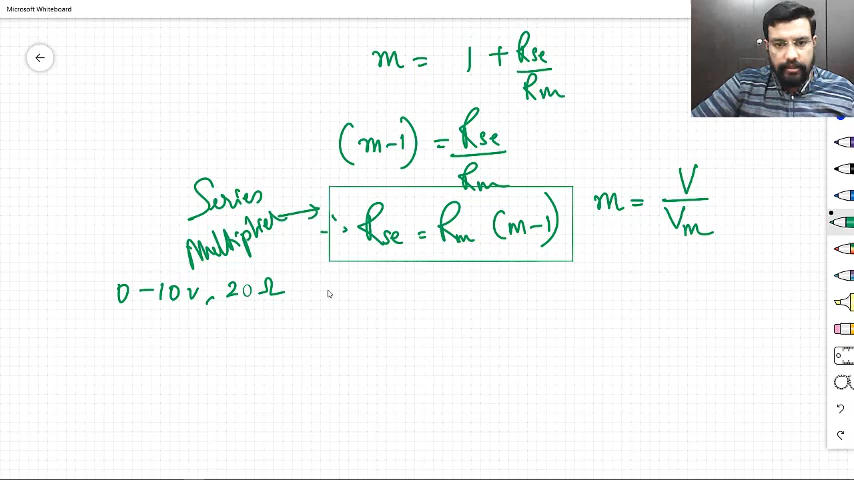 Microsoft Whiteboard
m = 1 + Rse/Rm
(m-1) = Rse/Rm
Series multiplier → ∴ Rse = Rm (m-1)
m = V/Vm
0-10v, 20Ω